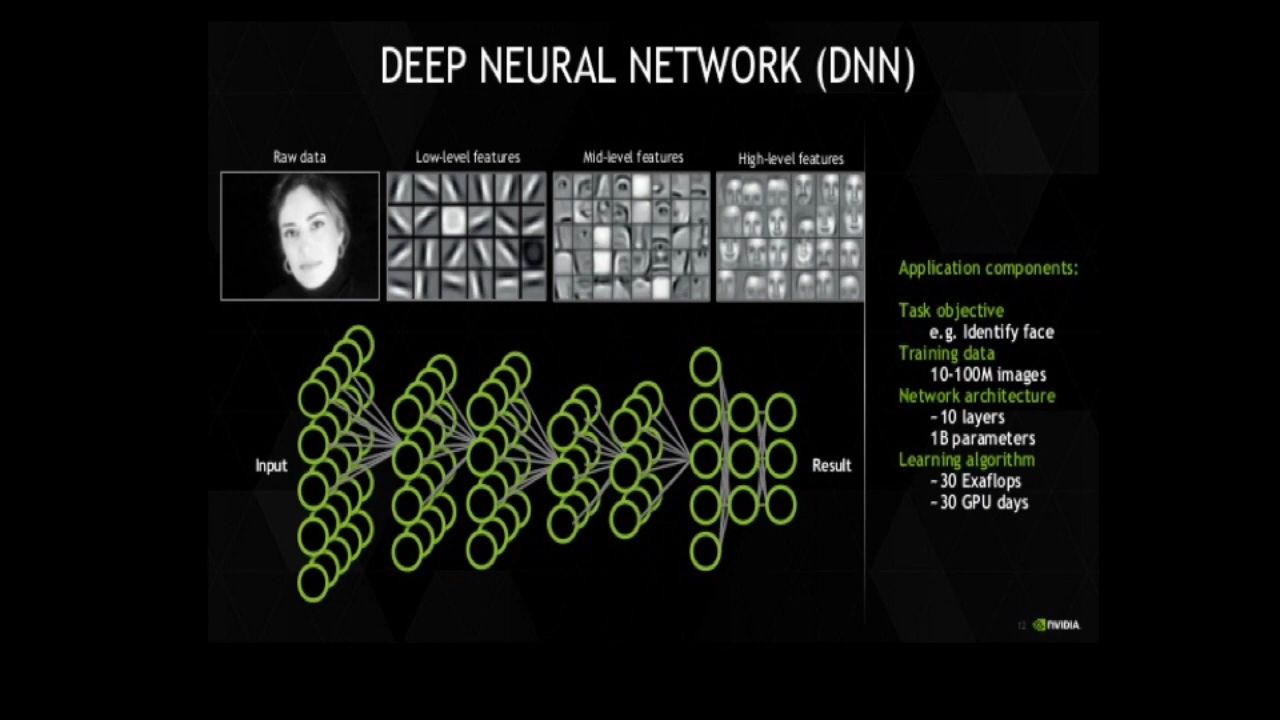 DEEP NEURAL NETWORK (DNN)
Raw data
Low-level features
Mid-level features
High-level features
Input
Result
Application components:
Task objective
e.g. Identify face
Training data
10-100M images
Network architecture
~10 layers
1B parameters
Learning algorithm
~30 Exaflops
~30 GPU days
12
NVIDIA